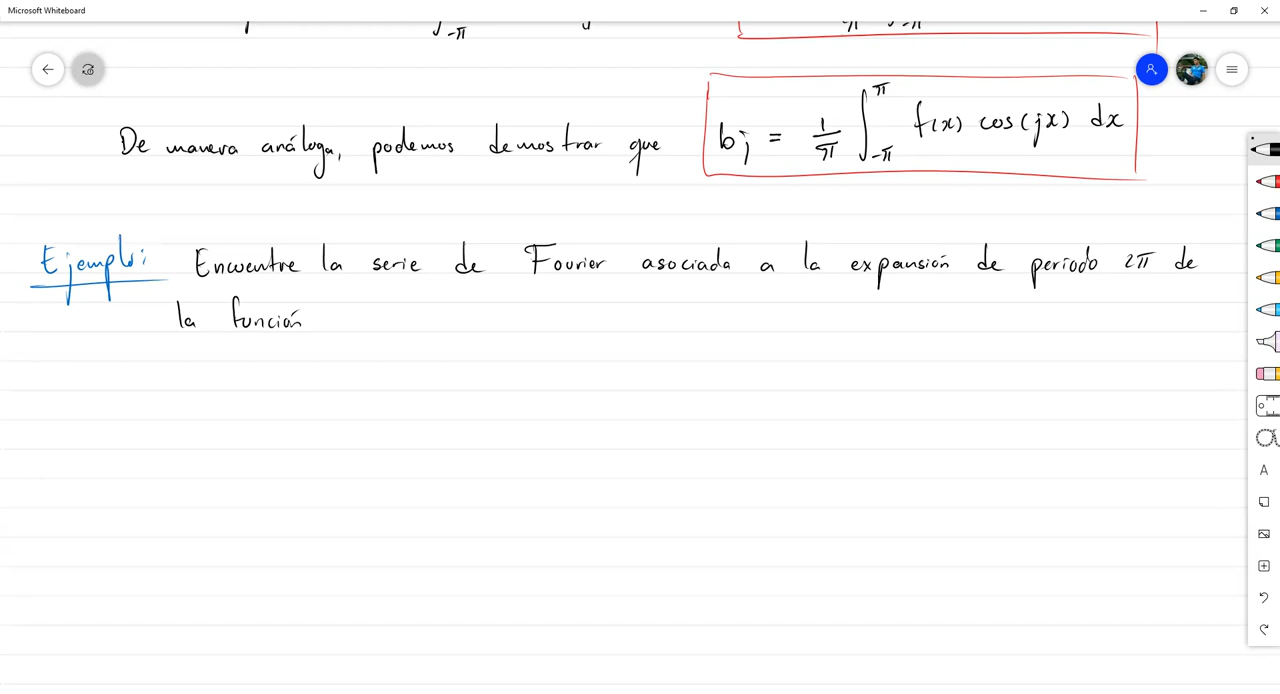 Microsoft Whiteboard
De manera análoga, podemos demostrar que bj = 1/π ∫_{-π}^{π} f(x) cos(jx) dx
Ejemplo: Encuentre la serie de Fourier asociada a la expansión de período 2π de
la función
A